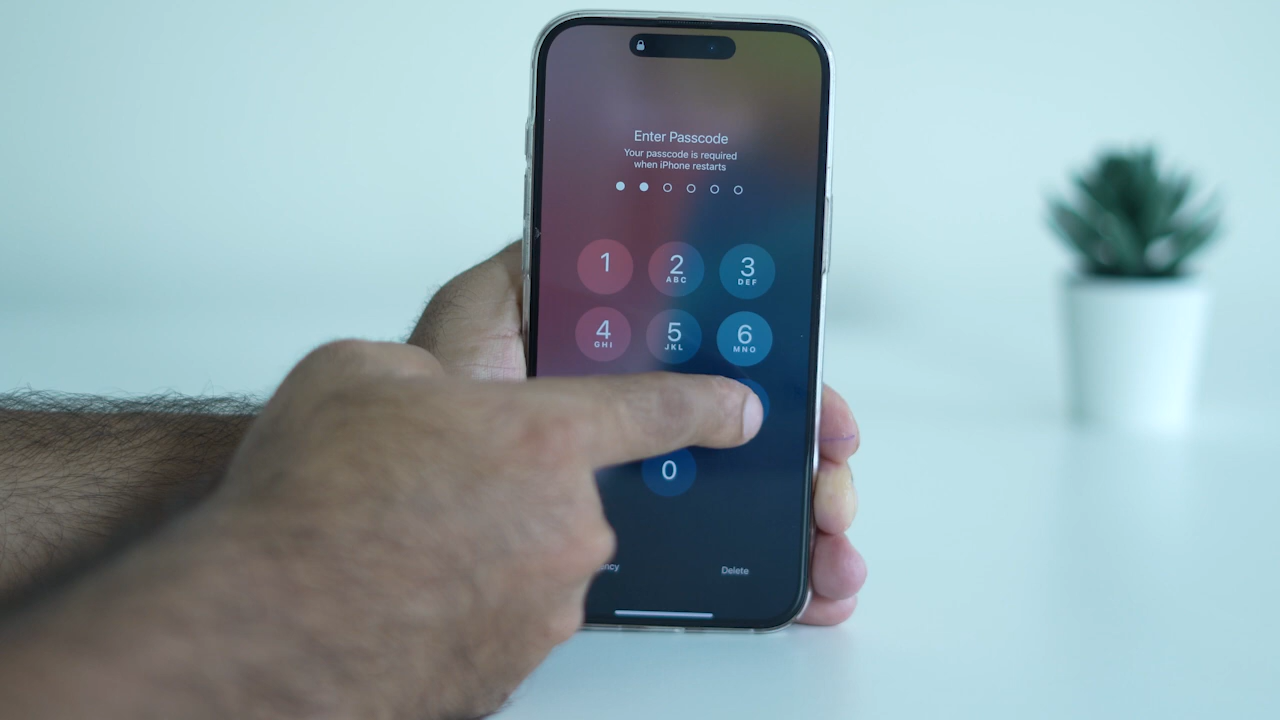 Enter Passcode
Your passcode is required
when iPhone restarts
1 2 3
ABC DEF
4 5 6
GHI JKL MNO
0
Delete